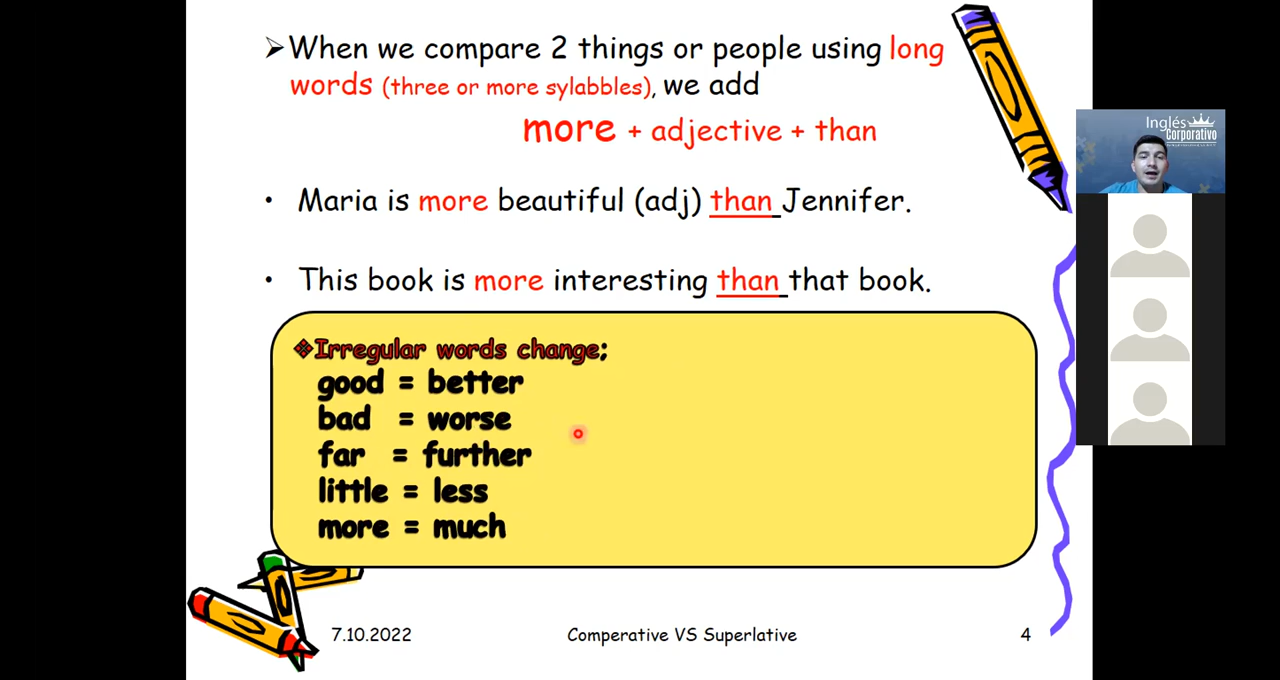 ➢When we compare 2 things or people using long
words (three or more sylabbles), we add
more + adjective + than
• Maria is more beautiful (adj) than Jennifer.
• This book is more interesting than that book.
❖Irregular words change;
good = better
bad = worse
far = further
little = less
more = much
7.10.2022
Comperative VS Superlative
4
Inglés
Corporativo